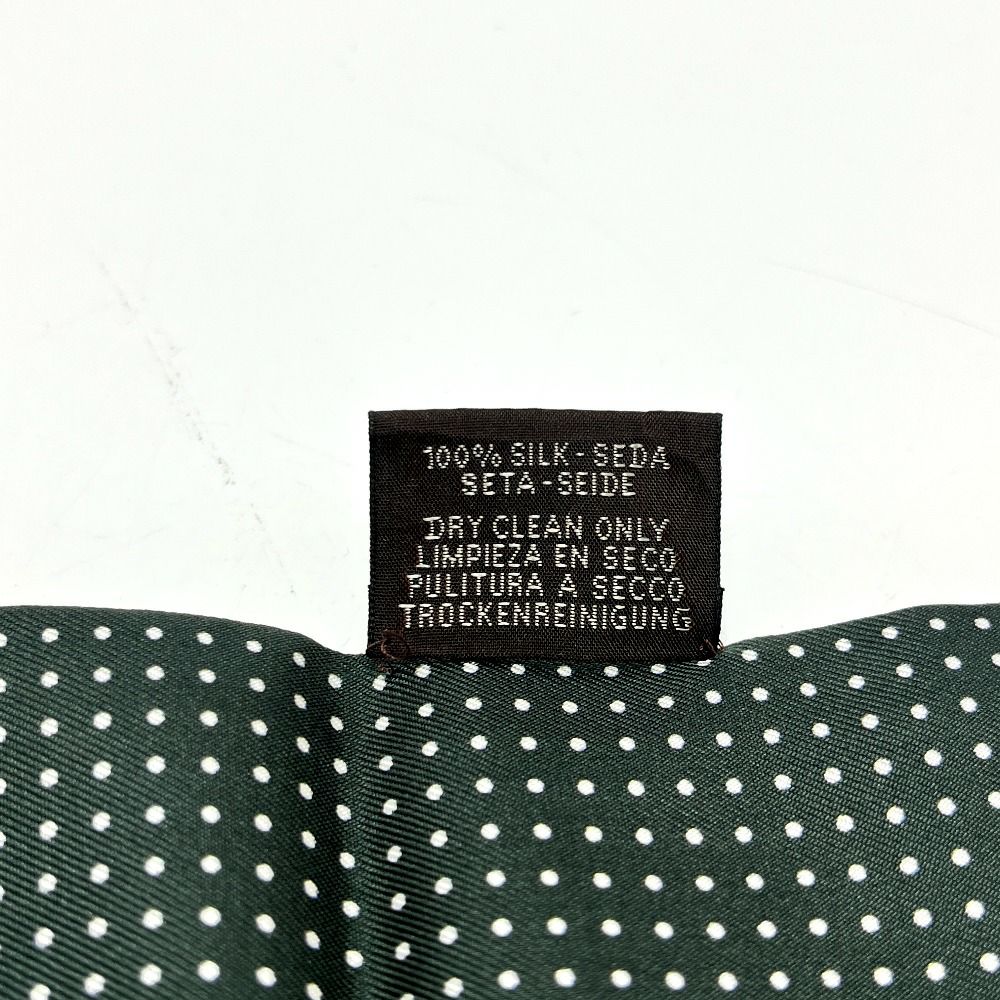 100% SILK - SEDA
SETA - SEIDE
DRY CLEAN ONLY
LIMPIEZA EN SECO
PULITURA A SECCO
TROCKENREINIGUNG